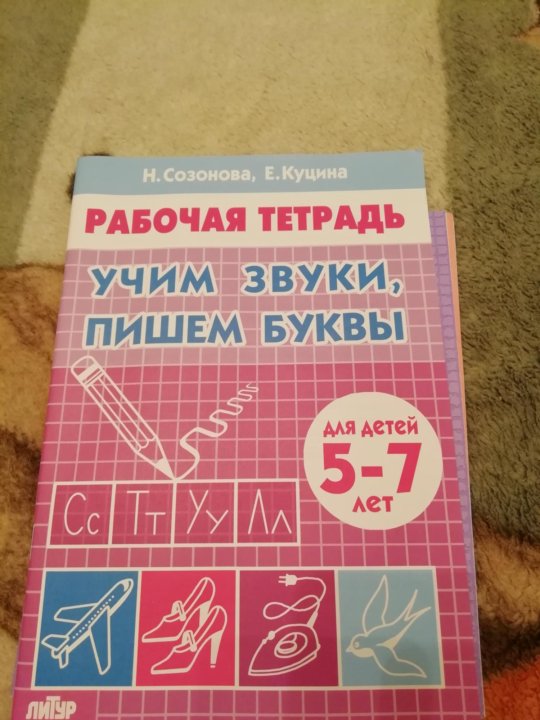 Н. Созонова, Е. Куцина
РАБОЧАЯ ТЕТРАДЬ
УЧИМ ЗВУКИ,
ПИШЕМ БУКВЫ
для детей
5-7
лет
Сс Тт Уу Лл
ЛИТУР